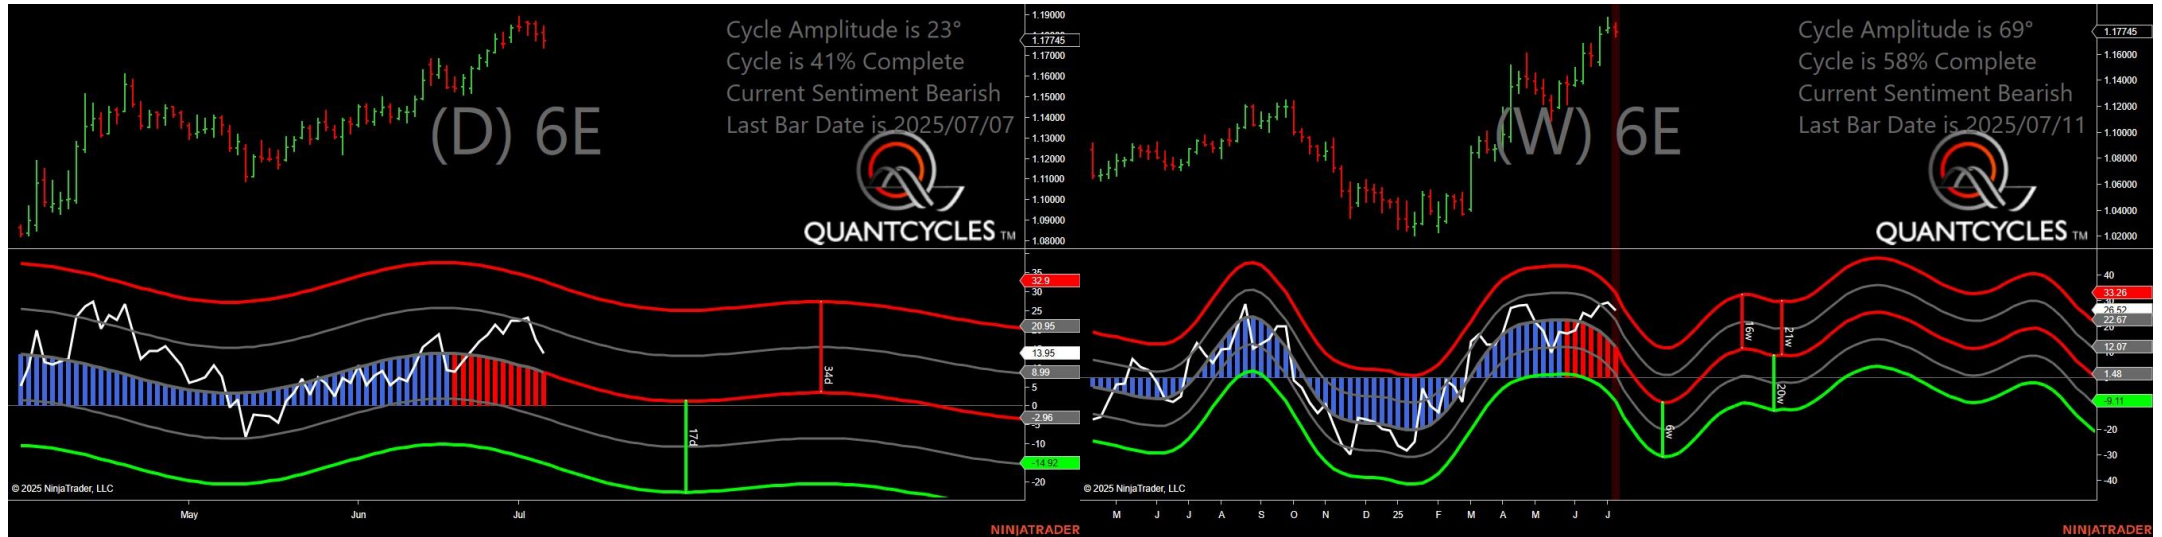 Cycle Amplitude is 23°
Cycle is 41% Complete
Current Sentiment Bearish
Last Bar Date is 2025/07/07
(D) 6E
QUANTCYCLES TM
1.19000
1.17745
1.17000
1.16000
1.15000
1.14000
1.13000
1.12000
1.11000
1.10000
1.09000
1.08000
35
32.9
30
25
20.95
13.95
8.99
5
0
-2.96
-5
-10
-14.92
-20
34d
17d
© 2025 NinjaTrader, LLC
May
Jun
Jul
NINJATRADER
Cycle Amplitude is 69°
Cycle is 58% Complete
Current Sentiment Bearish
Last Bar Date is 2025/07/11
(W) 6E
QUANTCYCLES TM
1.17745
1.16000
1.14000
1.12000
1.10000
1.08000
1.06000
1.04000
1.02000
40
33.26
26.52
22.67
20
12.07
1.48
-9.11
-20
-30
-40
16w
21w
20w
6w
© 2025 NinjaTrader, LLC
M
J
J
A
S
O
N
D
25
F
M
A
M
J
J
NINJATRADER